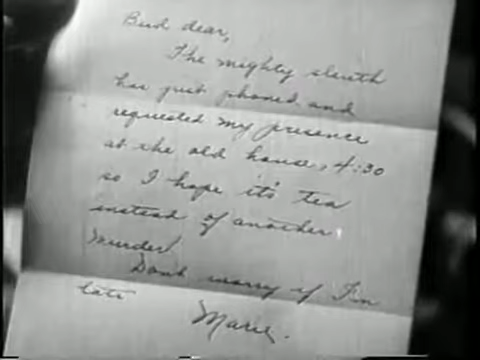 Bud dear,
The mighty sleuth
has just phoned and
requested my presence
at the old house, 4:30
so I hope it's tea
instead of another
murder.
Dont worry if I'm
late
Marie.